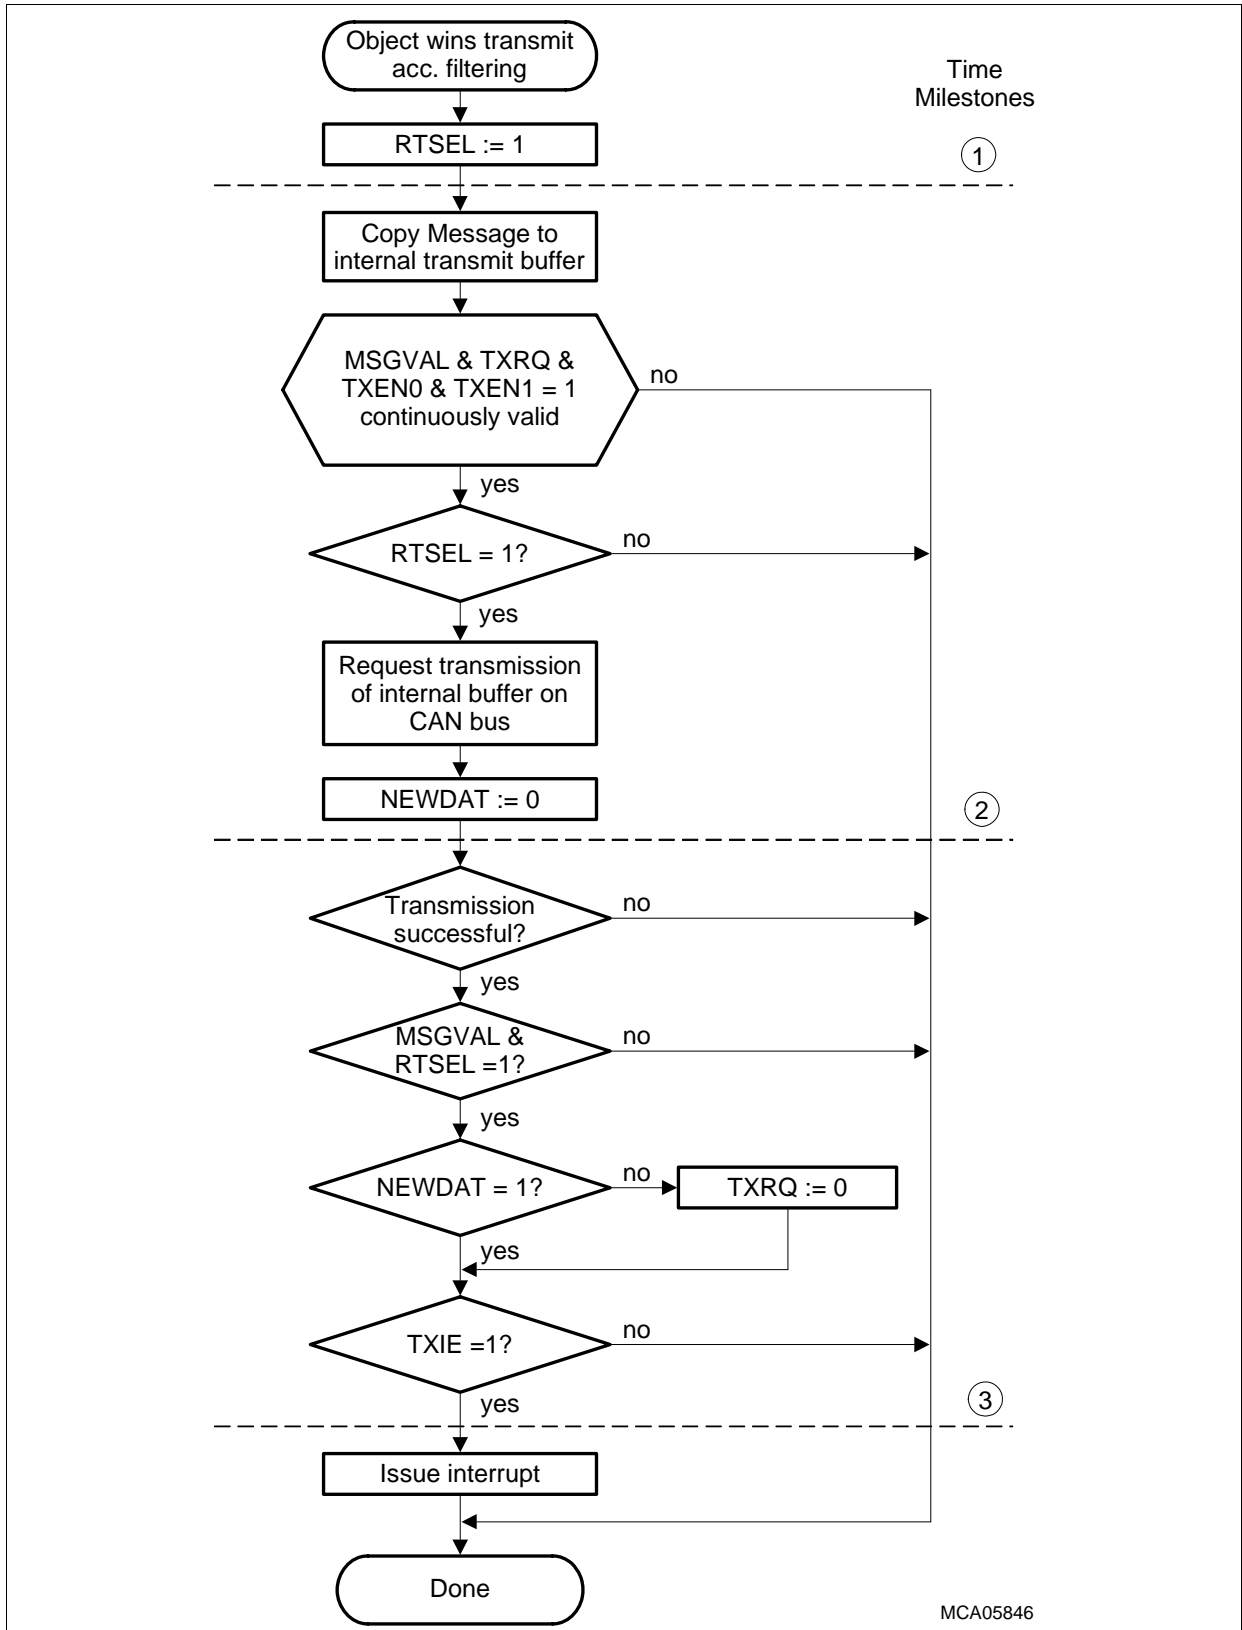 Object wins transmit
acc. filtering
Time
Milestones
RTSEL := 1
1
Copy Message to
internal transmit buffer
MSGVAL & TXRQ &
TXEN0 & TXEN1 = 1
continuously valid
no
yes
RTSEL = 1?
no
yes
Request transmission
of internal buffer on
CAN bus
NEWDAT := 0
2
Transmission
successful?
no
yes
MSGVAL &
RTSEL =1?
no
yes
NEWDAT = 1?
no
TXRQ := 0
yes
TXIE =1?
no
yes
3
Issue interrupt
Done
MCA05846